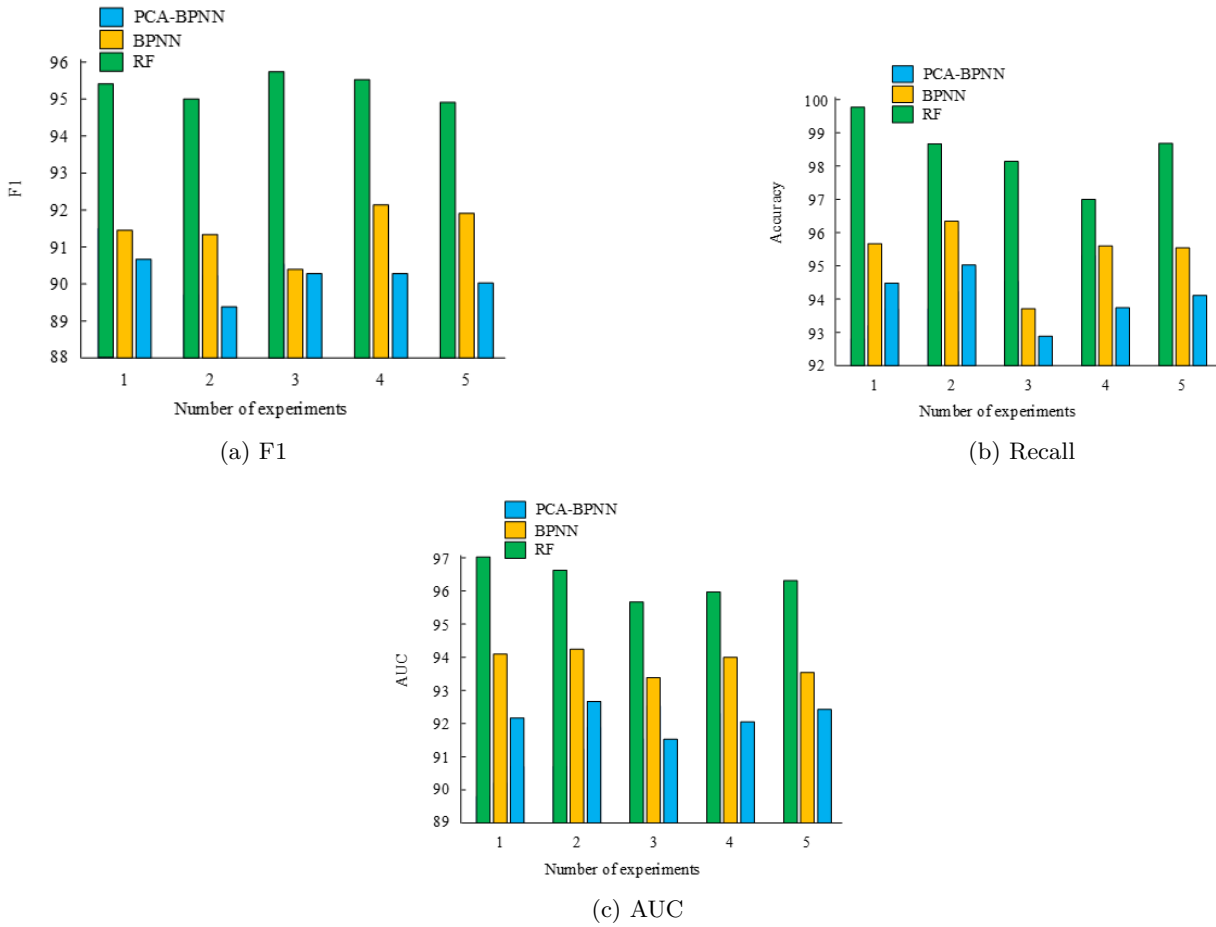 PCA-BPNN
BPNN
RF
96
95
94
93
92
91
90
89
88
F1
1 2 3 4 5
Number of experiments
(a) F1
PCA-BPNN
BPNN
RF
100
99
98
97
96
95
94
93
92
Accuracy
1 2 3 4 5
Number of experiments
(b) Recall
PCA-BPNN
BPNN
RF
97
96
95
94
93
92
91
90
89
AUC
1 2 3 4 5
Number of experiments
(c) AUC